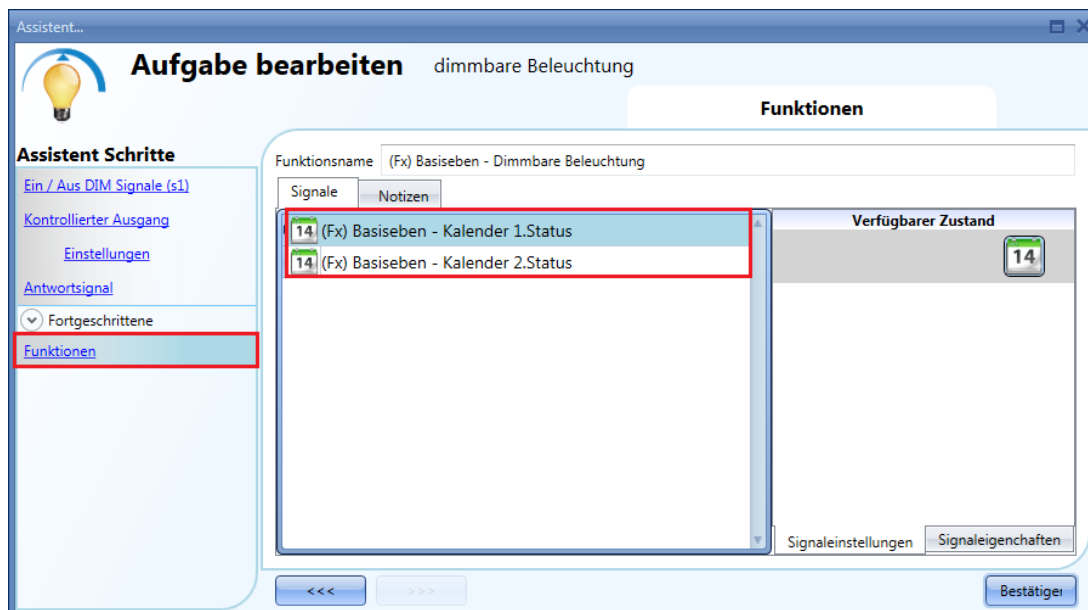 Assistent...
Aufgabe bearbeiten dimmbare Beleuchtung
Funktionen
Assistent Schritte
Ein / Aus DIM Signale (s1)
Kontrollierter Ausgang
Einstellungen
Antwortsignal
Fortgeschrittene
Funktionen
Funktionsname (Fx) Basiseben - Dimmbare Beleuchtung
Signale Notizen
14 (Fx) Basiseben - Kalender 1.Status
14 (Fx) Basiseben - Kalender 2.Status
Verfügbarer Zustand
14
Signaleinstellungen Signaleigenchaften
<<< >>>
Bestätiger